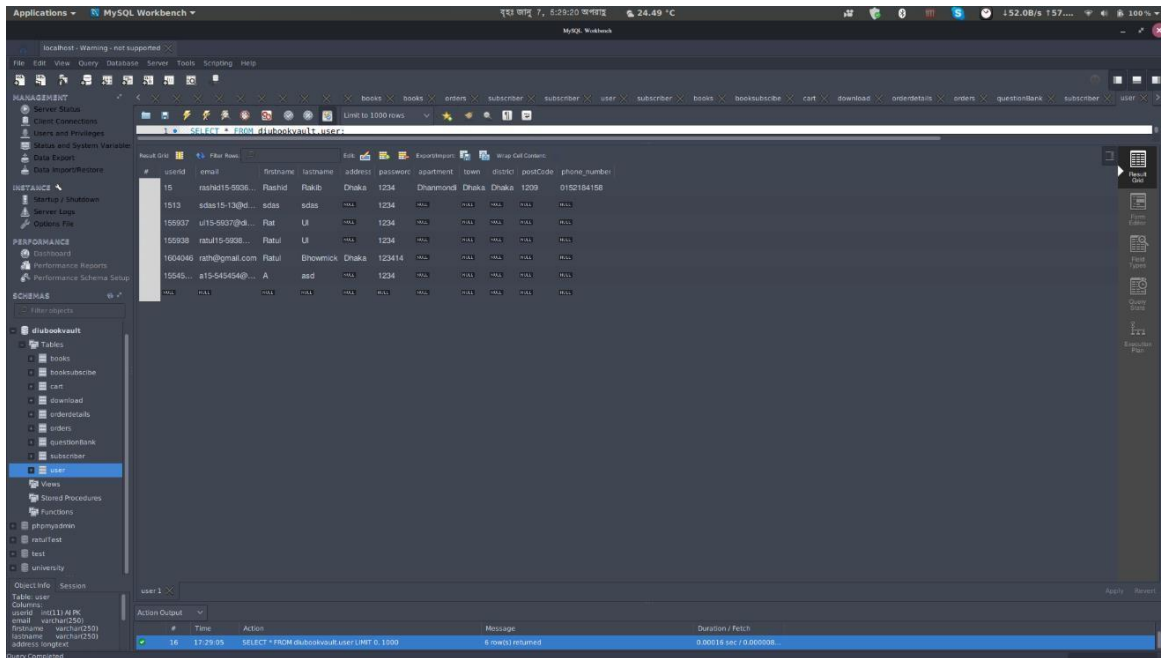 Applications MySQL Workbench বৃহঃ জানু 7, 5:29:20 অপরাহ্ণ 24.49 °C ↓52.0B/s ↑57.... 100%
MySQL Workbench
localhost - Warning - not supported
File Edit View Query Database Server Tools Scripting Help
MANAGEMENT
Server Status
Client Connections
Users and Privileges
Status and System Variable
Data Export
Data Import/Restore
INSTANCE
Startup / Shutdown
Server Logs
Options File
PERFORMANCE
Dashboard
Performance Reports
Performance Schema Setup
SCHEMAS
Filter objects
diubookvault
Tables
books
booksubscibe
cart
download
orderdetails
orders
questionBank
subscriber
user
Views
Stored Procedures
Functions
phpmyadmin
ratulTest
test
university
Object Info Session
Table: user
Columns:
userid int(11) AI PK
email varchar(250)
firstname varchar(250)
lastname varchar(250)
address longtext
Query Completed
books books orders subscriber subscriber user subscriber books booksubscibe cart download orderdetails orders questionBank subscriber user
Limit to 1000 rows
1 SELECT * FROM diubookvault.user;
Result Grid Filter Rows: Edit: Export/Import: Wrap Cell Content:
# userid email firstname lastname address password apartment town district postCode phone_number
15 rashid15-5936... Rashid Rakib Dhaka 1234 Dhanmondi Dhaka Dhaka 1209 0152184158
1513 sdas15-13@d... sdas sdas NULL 1234 NULL NULL NULL NULL NULL
155937 ul15-5937@di... Rat Ul NULL 1234 NULL NULL NULL NULL NULL
155938 ratul15-5938... Ratul Ul NULL 1234 NULL NULL NULL NULL NULL
1604046 rath@gmail.com Ratul Bhowmick Dhaka 123414 NULL NULL NULL NULL NULL
15545... a15-545454@... A asd NULL 1234 NULL NULL NULL NULL NULL
NULL NULL NULL NULL NULL NULL NULL NULL NULL NULL NULL
Result Grid
Form Editor
Field Types
Query Stats
Execution Plan
user 1 Apply Revert
Action Output
# Time Action Message Duration / Fetch
16 17:29:05 SELECT * FROM diubookvault.user LIMIT 0, 1000 6 row(s) returned 0.00016 sec / 0.000008...